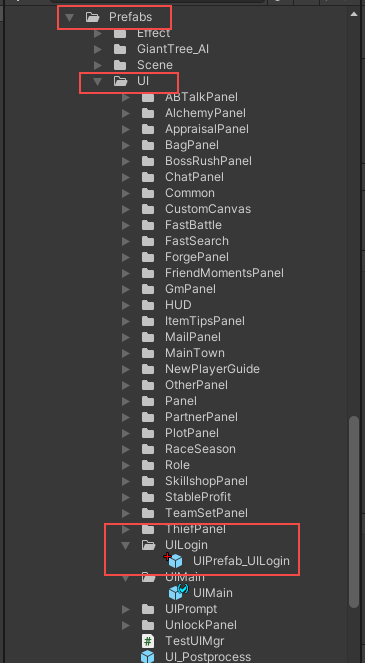 Prefabs
Effect
GiantTree_AI
Scene
UI
ABTalkPanel
AlchemyPanel
AppraisalPanel
BagPanel
BossRushPanel
ChatPanel
Common
CustomCanvas
FastBattle
FastSearch
ForgePanel
FriendMomentsPanel
GmPanel
HUD
ItemTipsPanel
MailPanel
MainTown
NewPlayerGuide
OtherPanel
Panel
PartnerPanel
PlotPanel
RaceSeason
Role
SkillshopPanel
StableProfit
TeamSetPanel
ThiefPanel
UILogin
UIPrefab_UILogin
UIMain
UIMain
UIPrompt
UnlockPanel
# TestUIMgr
UI_Postprocess